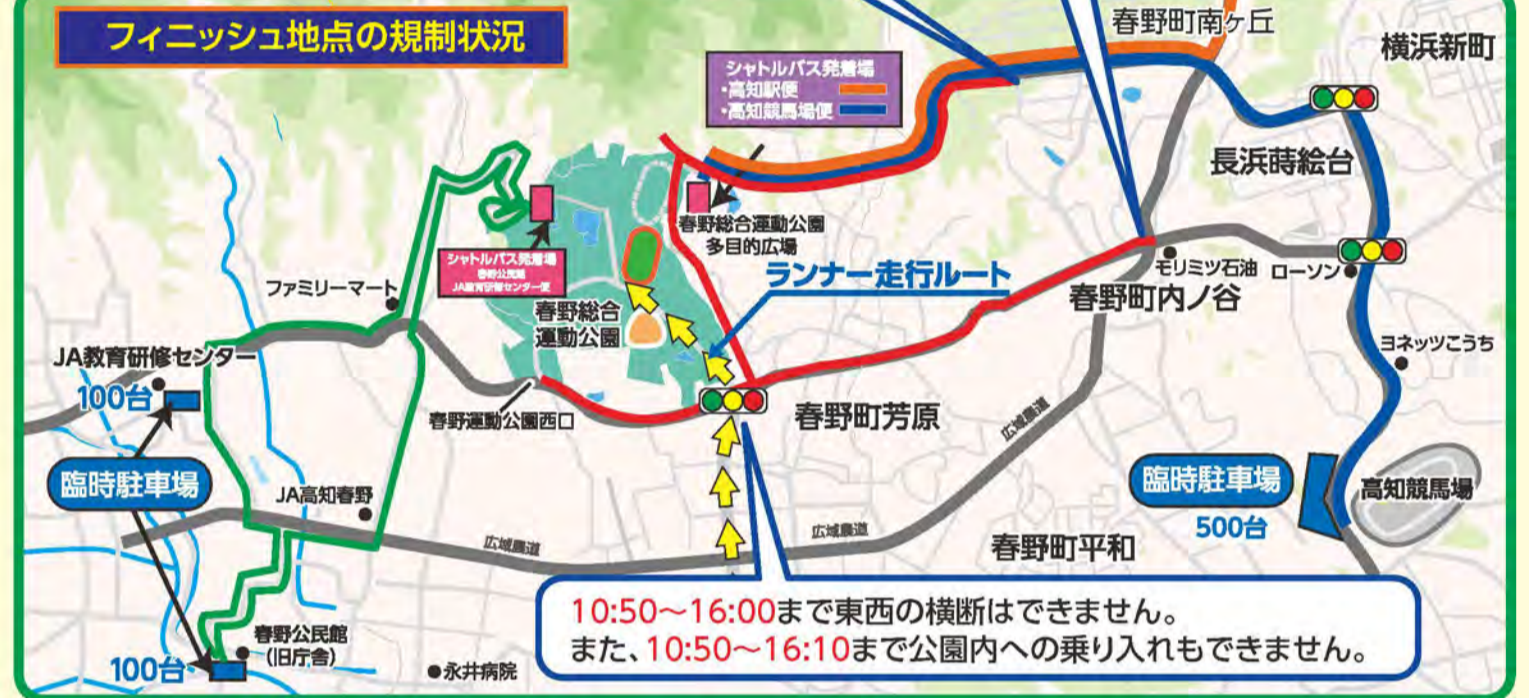 フィニッシュ地点の規制状況
春野町南ヶ丘
横浜新町
シャトルバス発着場
・高知駅便
・高知競馬場便
長浜蒔絵台
春野総合運動公園
多目的広場
シャトルバス発着場
春野公民館
JA教育研修センター便
ランナー走行ルート
モリミツ石油
ローソン
ファミリーマート
春野総合
運動公園
春野町内ノ谷
ヨネッツこうち
JA教育研修センター
100台
春野運動公園西口
春野町芳原
広域農道
臨時駐車場
JA高知春野
臨時駐車場
500台
高知競馬場
広域農道
広域農道
春野町平和
10:50〜16:00まで東西の横断はできません。
また、10:50〜16:10まで公園内への乗り入れもできません。
春野公民館
(旧庁舎)
100台
●永井病院